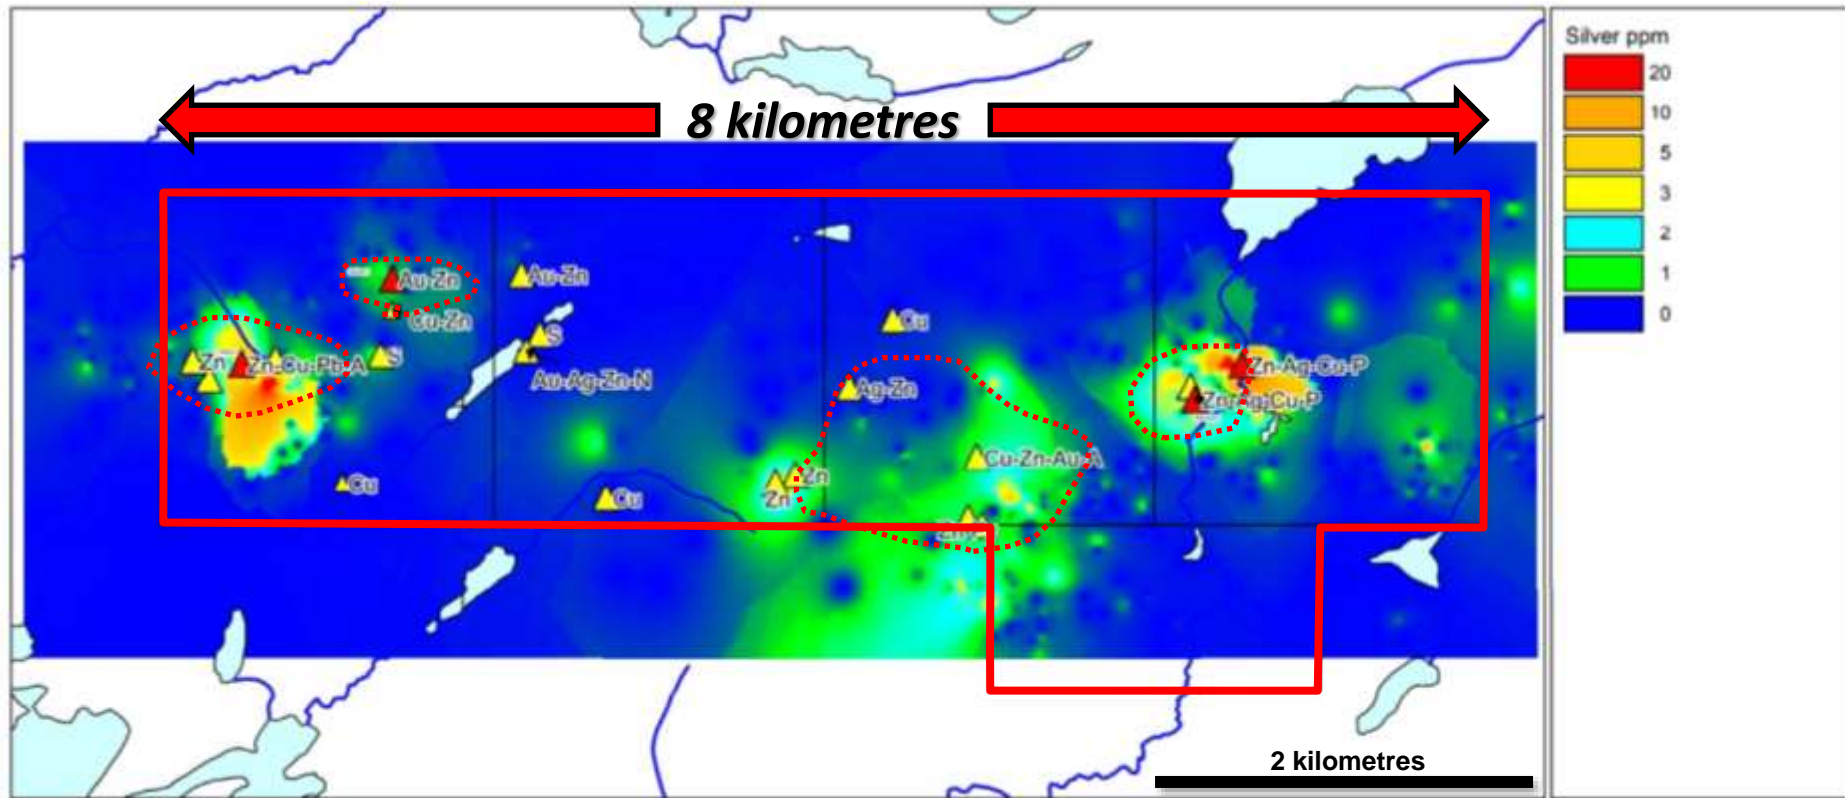 Silver ppm
20
10
5
3
2
1
0
8 kilometres
Au-Zn
Au-Zn
Cu-Zn
Cu
S
S
Zn
Zn-Cu-Pb-A
Au-Ag-Zn-N
Ag-Zn
Zn-Ag-Cu-P
Zn-Ag-Cu-P
Cu-Zn-Au-A
Zn
Zn
Cu
Cu
2 kilometres